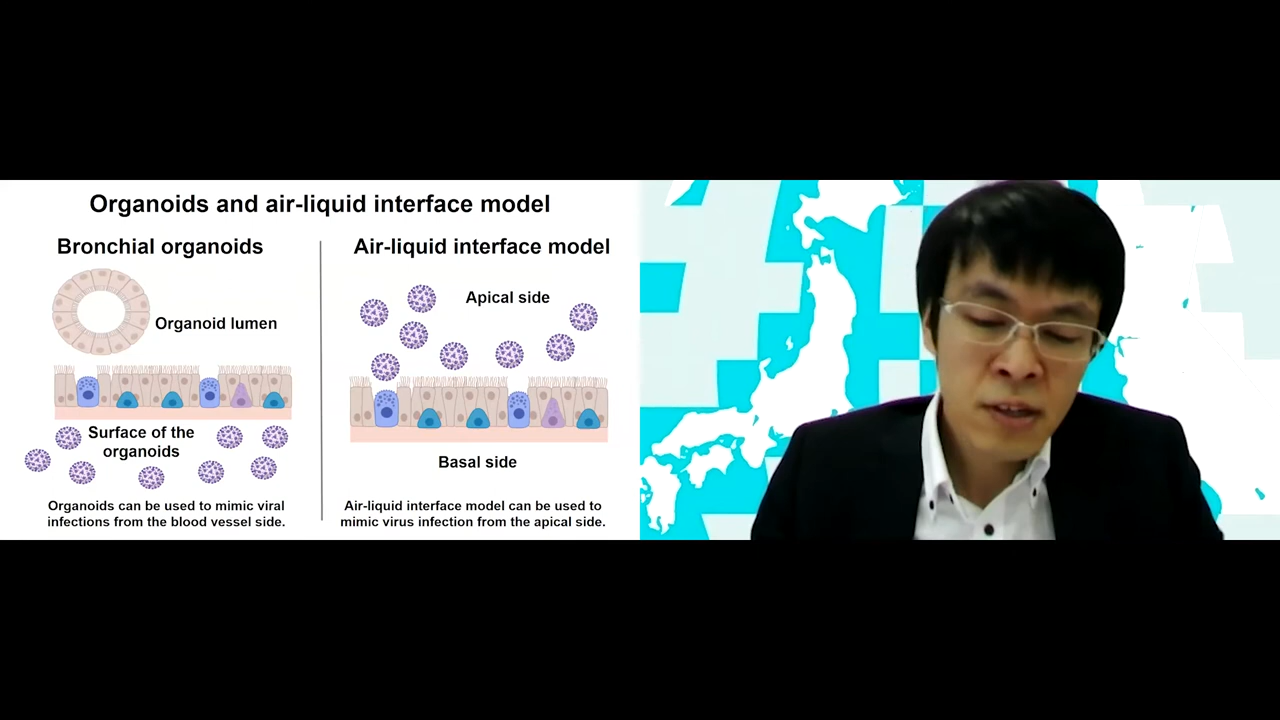 Organoids and air-liquid interface model
Bronchial organoids
Organoid lumen
Surface of the
organoids
Organoids can be used to mimic viral
infections from the blood vessel side.
Air-liquid interface model
Apical side
Basal side
Air-liquid interface model can be used to
mimic virus infection from the apical side.